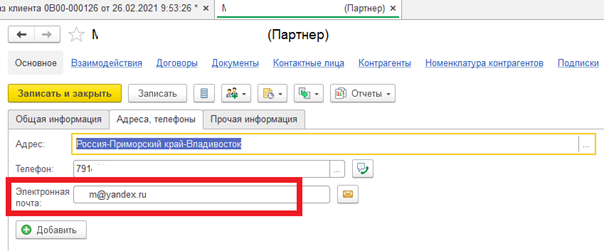 з клиента 0В00-000126 от 26.02.2021 9:53:26 * × (Партнер) ×
(Партнер)
Основное Взаимодействия Договоры Документы Контактные лица Контрагенты Номенклатура контрагентов Подписки
Записать и закрыть Записать Отчеты
Общая информация Адреса, телефоны Прочая информация
Адрес: Россия-Приморский край-Владивосток ...
Телефон: 791 ...
Электронная
почта: m@yandex.ru
Добавить